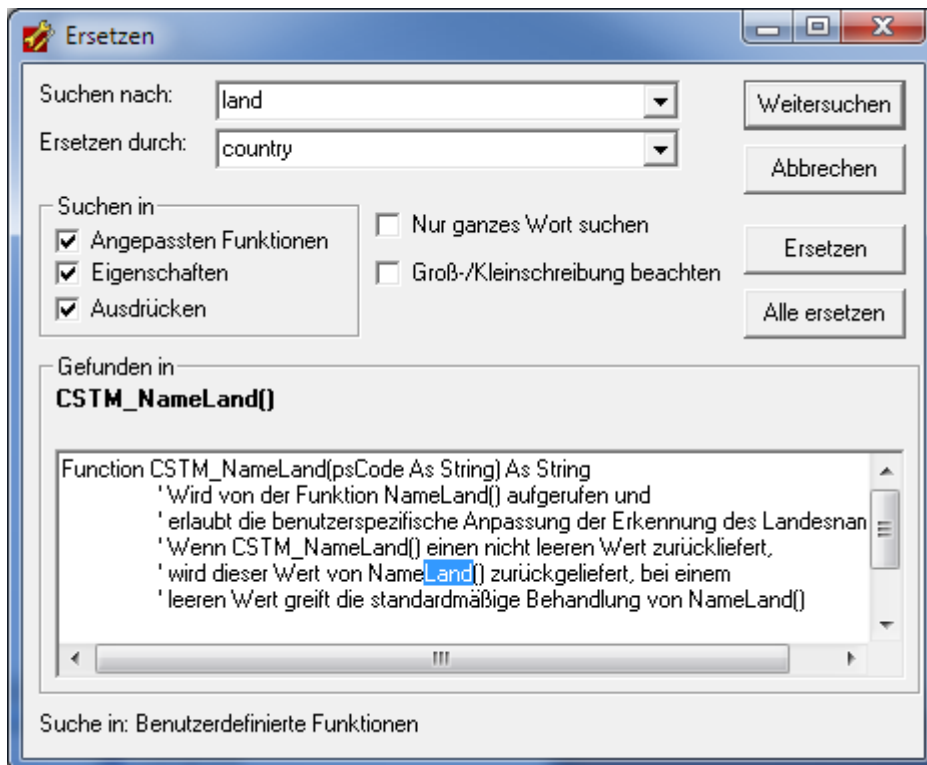 Ersetzen
Suchen nach: land
Weitersuchen
Ersetzen durch: country
Abbrechen
Suchen in
Angepassten Funktionen
Eigenschaften
Ausdrücken
Nur ganzes Wort suchen
Groß-/Kleinschreibung beachten
Ersetzen
Alle ersetzen
Gefunden in
CSTM_NameLand()
Function CSTM_NameLand(psCode As String) As String
' Wird von der Funktion NameLand() aufgerufen und
' erlaubt die benutzerspezifische Anpassung der Erkennung des Landesnan
' Wenn CSTM_NameLand() einen nicht leeren Wert zurückliefert,
' wird dieser Wert von NameLand() zurückgeliefert, bei einem
' leeren Wert greift die standardmäßige Behandlung von NameLand()
Suche in: Benutzerdefinierte Funktionen